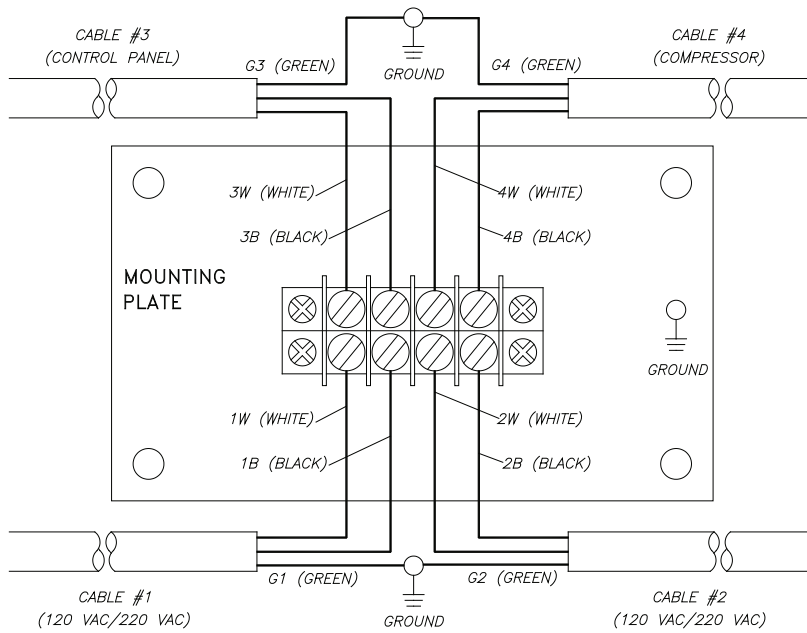 CABLE #3
(CONTROL PANEL)
G3 (GREEN)
GROUND
G4 (GREEN)
CABLE #4
(COMPRESSOR)
3W (WHITE)
4W (WHITE)
3B (BLACK)
4B (BLACK)
MOUNTING
PLATE
GROUND
1W (WHITE)
2W (WHITE)
1B (BLACK)
2B (BLACK)
G1 (GREEN)
G2 (GREEN)
CABLE #1
(120 VAC/220 VAC)
GROUND
CABLE #2
(120 VAC/220 VAC)